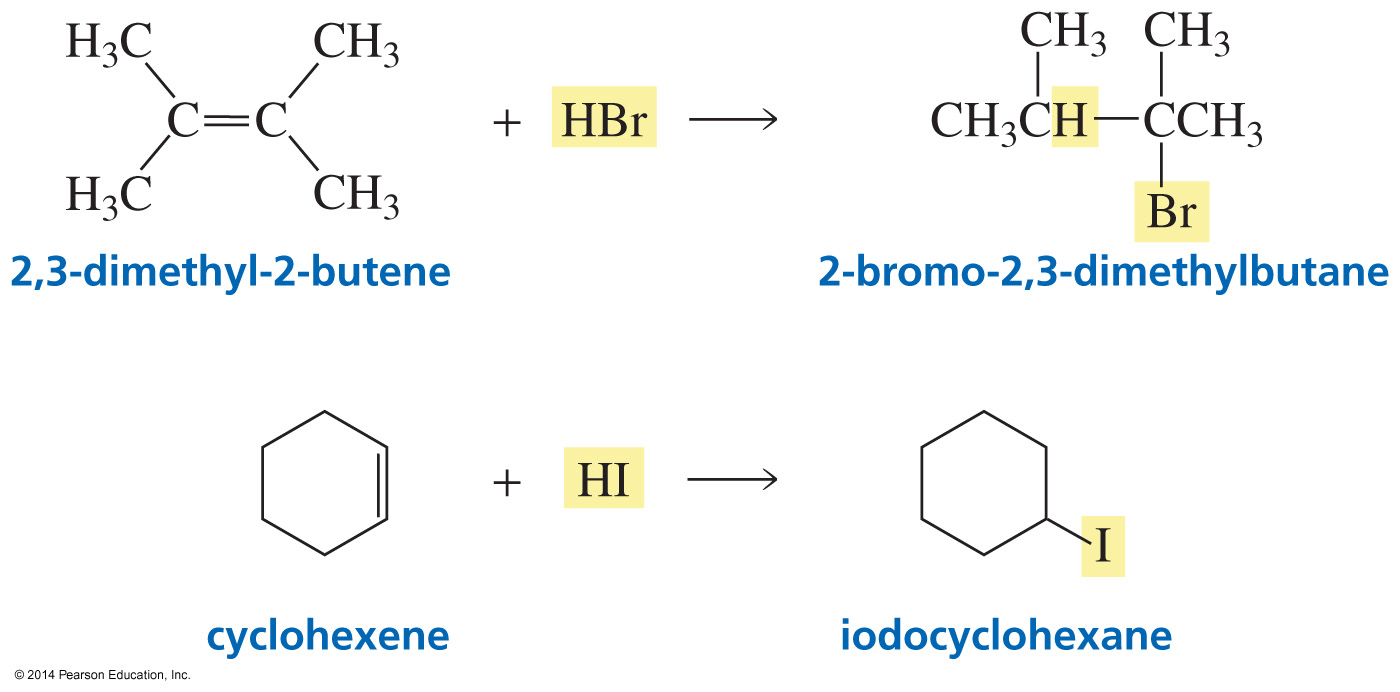 H₃C CH₃ CH₃ CH₃
C=C + HBr → CH₃CH—CCH₃
H₃C CH₃ Br
2,3-dimethyl-2-butene 2-bromo-2,3-dimethylbutane
+ HI →
I
cyclohexene iodocyclohexane
© 2014 Pearson Education, Inc.